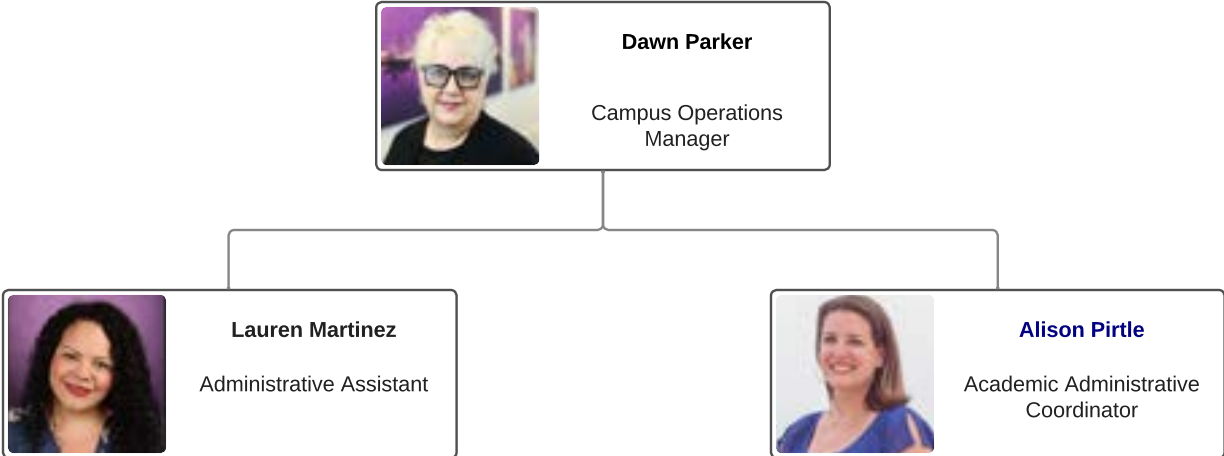 Dawn Parker
Campus Operations
Manager
Lauren Martinez
Administrative Assistant
Alison Pirtle
Academic Administrative
Coordinator